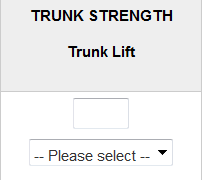 TRUNK STRENGTH
Trunk Lift
-- Please select --